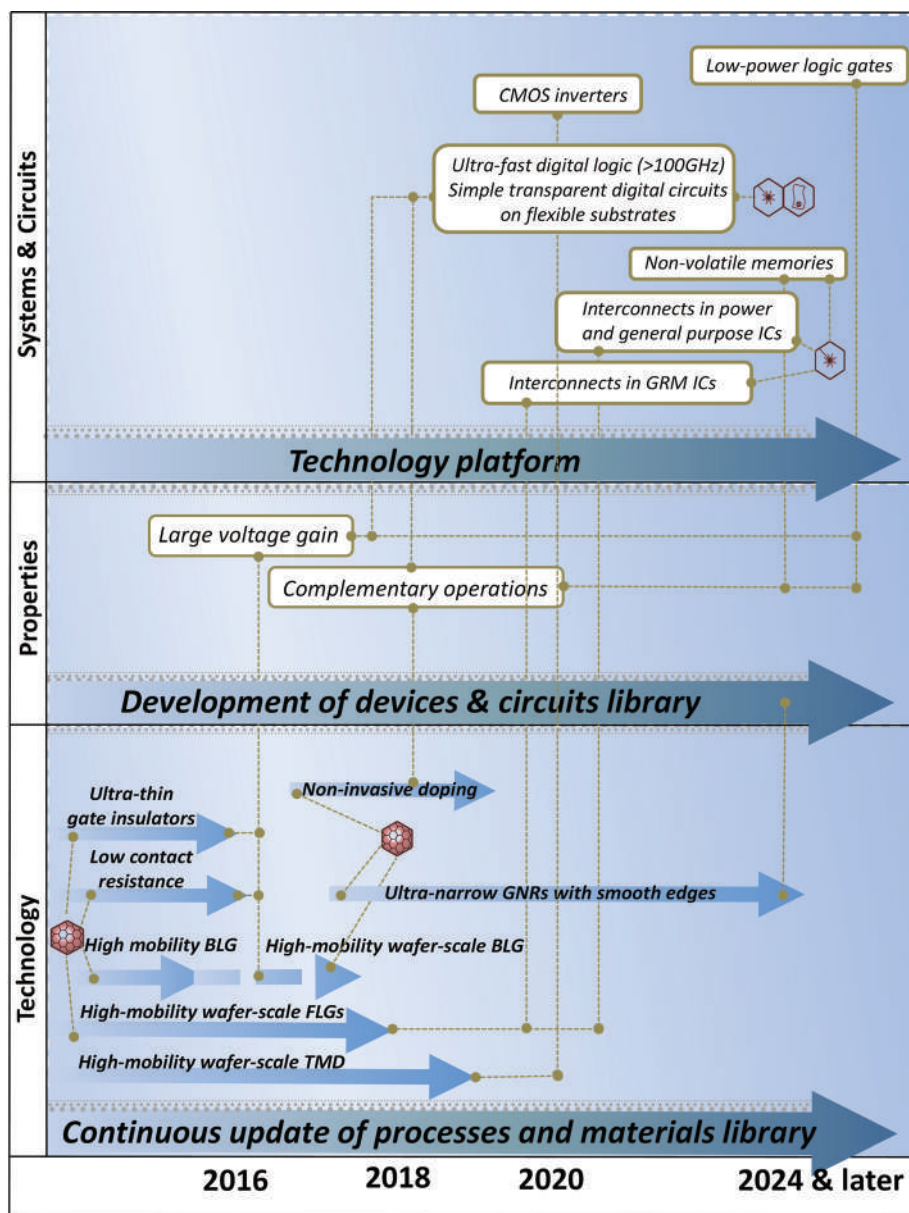 Systems & Circuits
Low-power logic gates
CMOS inverters
Ultra-fast digital logic (>100GHz)
Simple transparent digital circuits
on flexible substrates
Non-volatile memories
Interconnects in power
and general purpose ICs
Interconnects in GRM ICs
Technology platform
Properties
Large voltage gain
Complementary operations
Development of devices & circuits library
Technology
Non-invasive doping
Ultra-thin
gate insulators
Low contact
resistance
Ultra-narrow GNRs with smooth edges
High mobility BLG
High-mobility wafer-scale BLG
High-mobility wafer-scale FLGs
High-mobility wafer-scale TMD
Continuous update of processes and materials library
2016
2018
2020
2024 & later